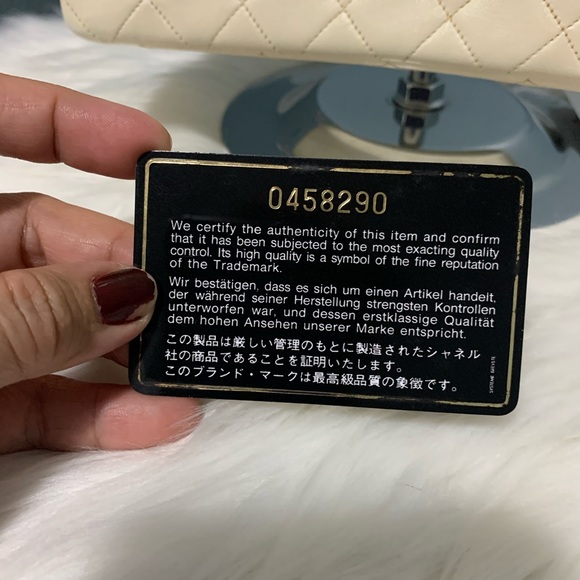 0458290
We certify the authenticity of this item and confirm
that it has been subjected to the most exacting quality
control. Its high quality is a symbol of the fine reputation
of the Trademark.
Wir bestätigen, dass es sich um einen Artikel handelt,
der während seiner Herstellung strengsten Kontrollen
unterworfen war, und dessen erstklassige Qualität
dem hohen Ansehen unserer Marke entspricht.
この製品は厳しい管理のもとに製造されたシャネル
社の商品であることを証明いたします。
このブランド・マークは最高級品質の象徴です。